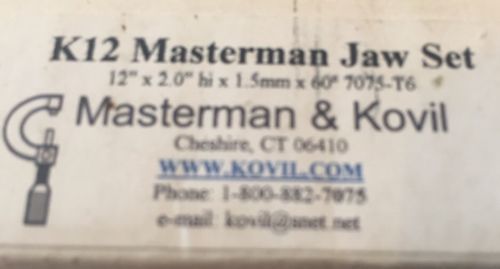 K12 Masterman Jaw Set
12" x 2.0" hi x 1.5mm x 60° 7075-T6
Masterman & Kovil
Cheshire, CT 06410
WWW.KOVIL.COM
Phone: 1-800-882-7075
e-mail: kovil@snet.net